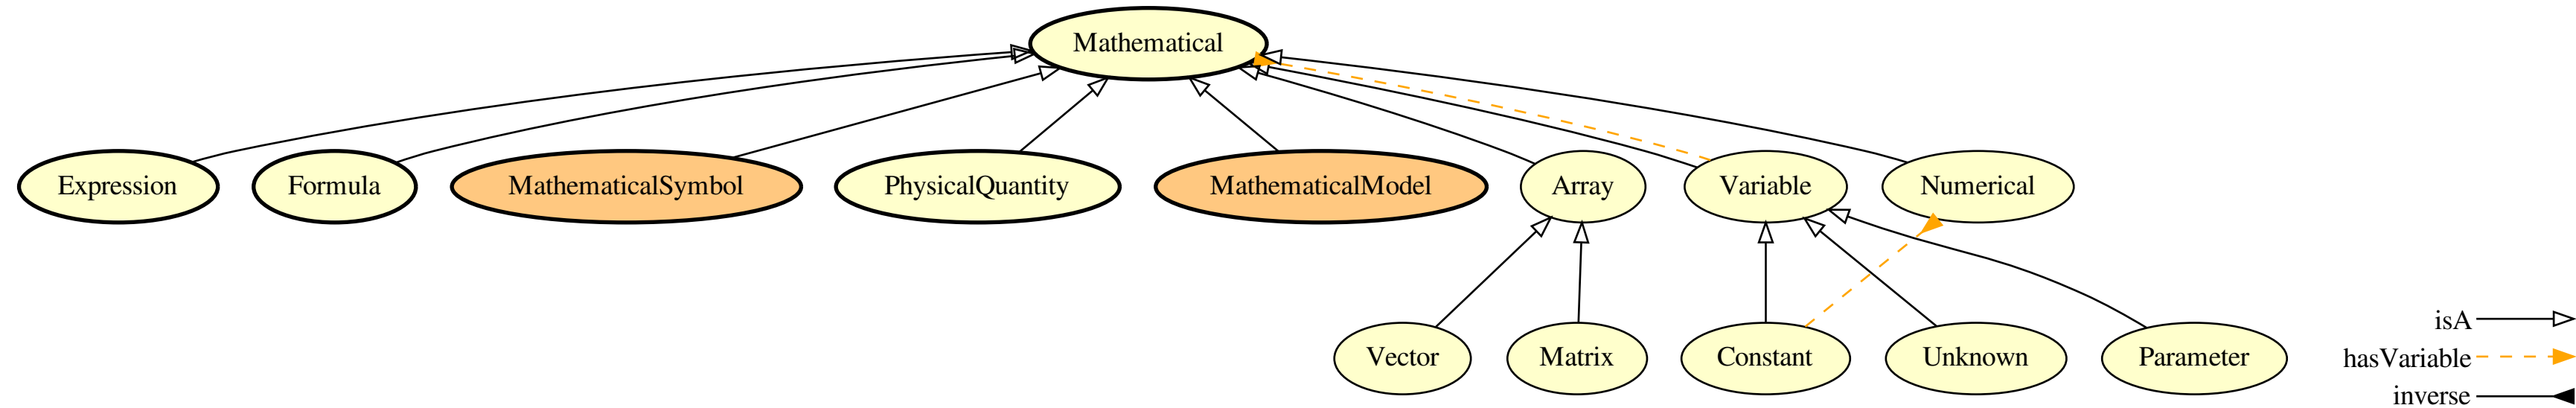 Mathematical
Expression
Formula
MathematicalSymbol
PhysicalQuantity
MathematicalModel
Array
Variable
Numerical
Vector
Matrix
Constant
Unknown
Parameter
isA
hasVariable
inverse